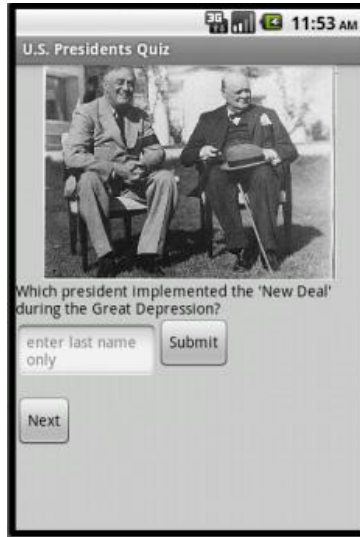 3G
11:53 AM
U.S. Presidents Quiz
Which president implemented the 'New Deal'
during the Great Depression?
enter last name
only
Submit
Next